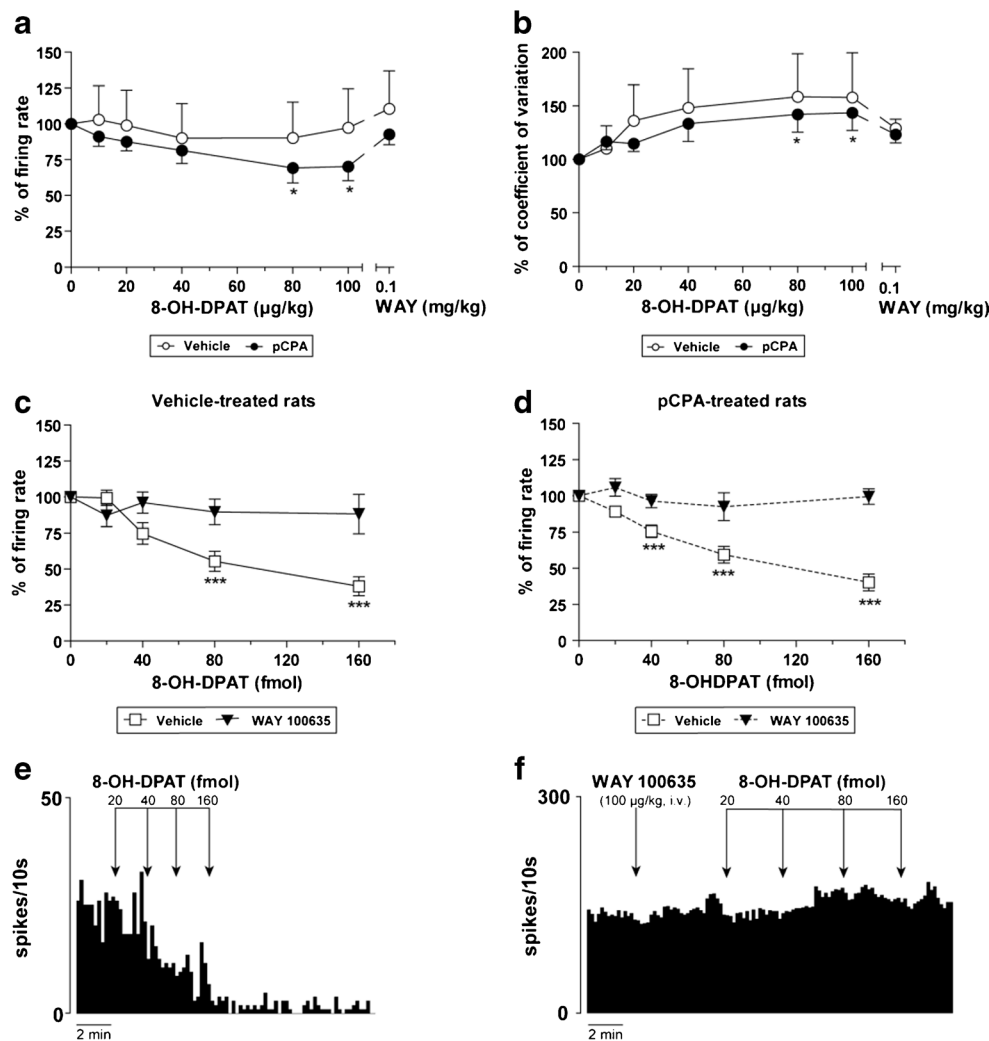 a
150
125
100
75
50
25
0
% of firing rate
*
*
0 20 40 60 80 100 0.1
8-OH-DPAT (µg/kg) WAY (mg/kg)
Vehicle pCPA
b
200
150
100
50
0
% of coefficient of variation
*
*
0 20 40 60 80 100 0.1
8-OH-DPAT (µg/kg) WAY (mg/kg)
Vehicle pCPA
c
Vehicle-treated rats
150
125
100
75
50
25
0
% of firing rate
***
***
0 40 80 120 160
8-OH-DPAT (fmol)
Vehicle WAY 100635
d
pCPA-treated rats
150
125
100
75
50
25
0
% of firing rate
***
***
***
0 40 80 120 160
8-OHDPAT (fmol)
Vehicle WAY 100635
e
8-OH-DPAT (fmol)
20 40 80 160
50
0
spikes/10s
2 min
f
WAY 100635
(100 µg/kg, i.v.)
8-OH-DPAT (fmol)
20 40 80 160
300
0
spikes/10s
2 min